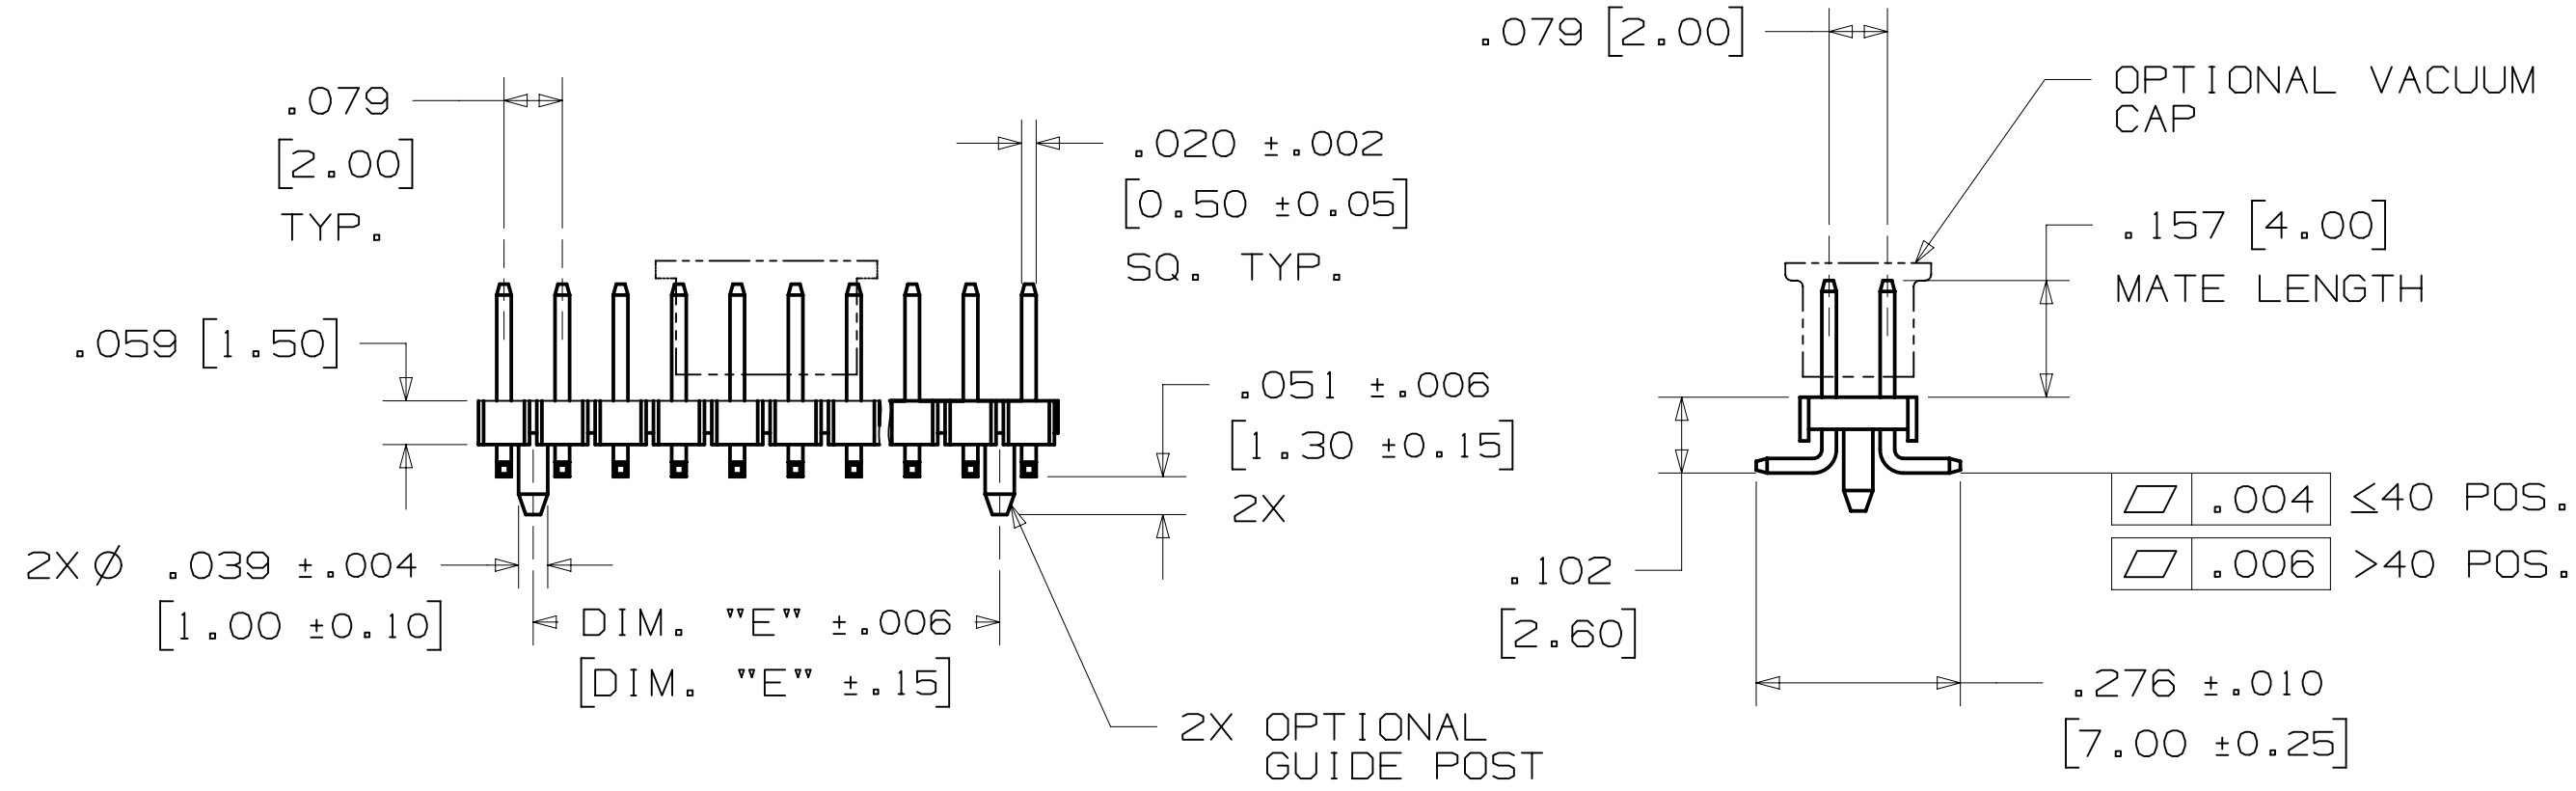 .079
[2.00]
TYP.
.020 ±.002
[0.50 ±0.05]
SQ. TYP.
.059 [1.50]
.051 ±.006
[1.30 ±0.15]
2X
2X Ø .039 ±.004
[1.00 ±0.10]
DIM. "E" ±.006
[DIM. "E" ±.15]
2X OPTIONAL
GUIDE POST
.079 [2.00]
OPTIONAL VACUUM
CAP
.157 [4.00]
MATE LENGTH
⏥ .004 ≤40 POS.
⏥ .006 >40 POS.
.102
[2.60]
.276 ±.010
[7.00 ±0.25]